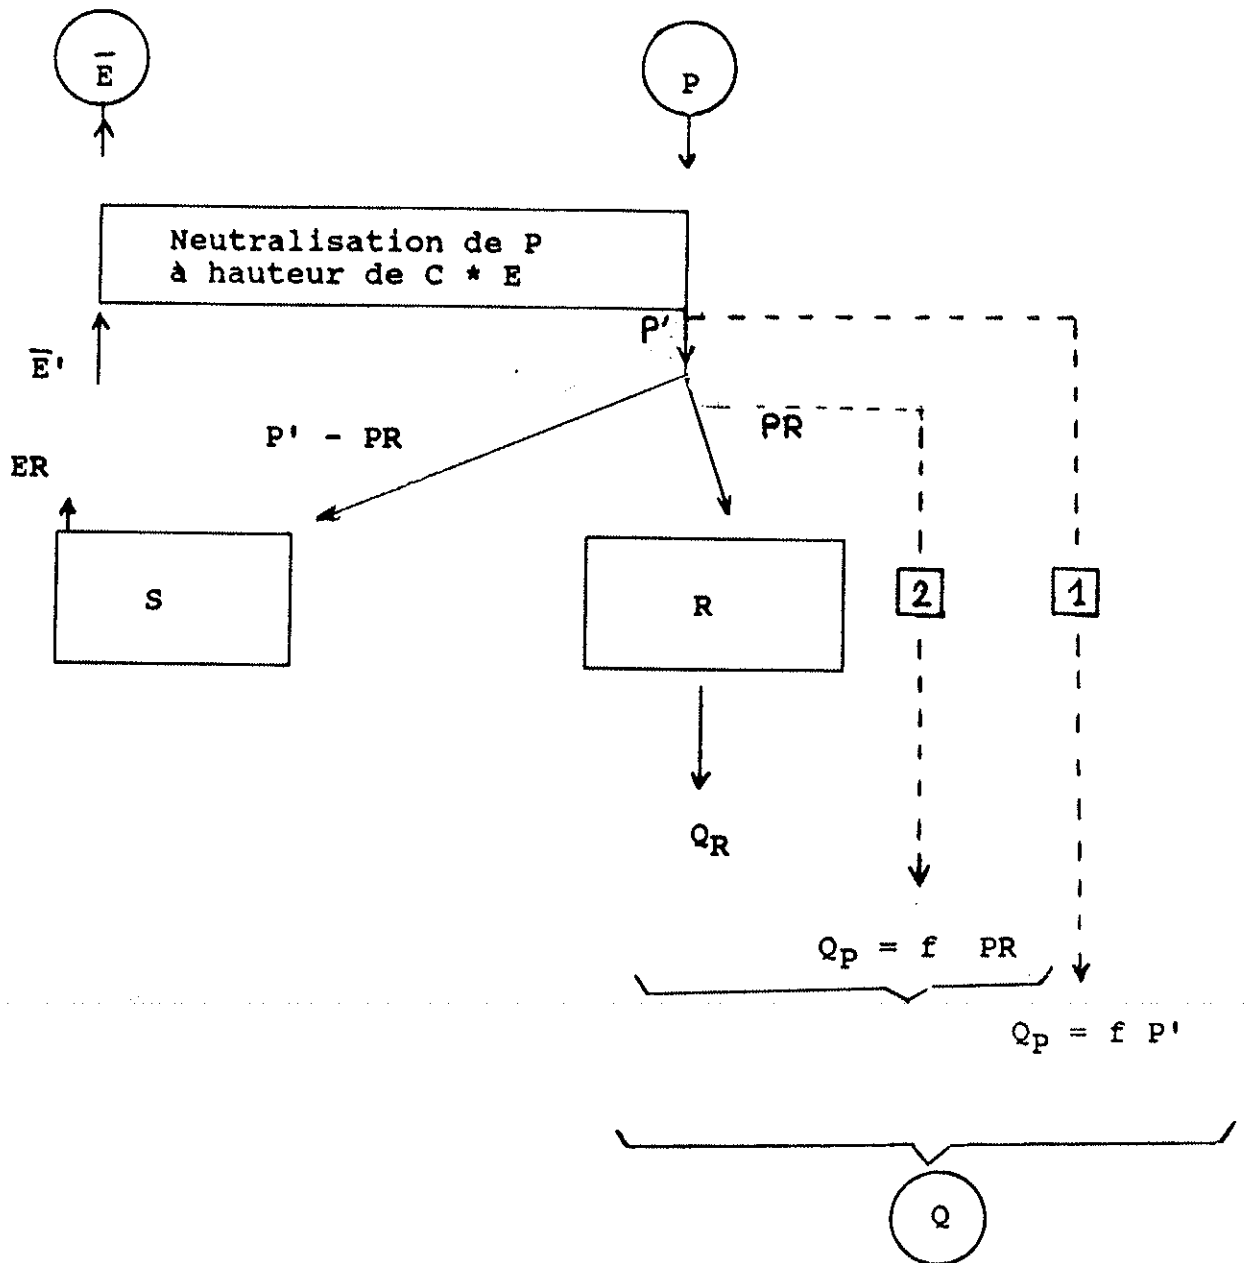 E̅
P
Neutralisation de P
à hauteur de C * E
P'
E̅'
P' - PR
PR
ER
S
R
2
1
QR
QP = f PR
QP = f P'
Q